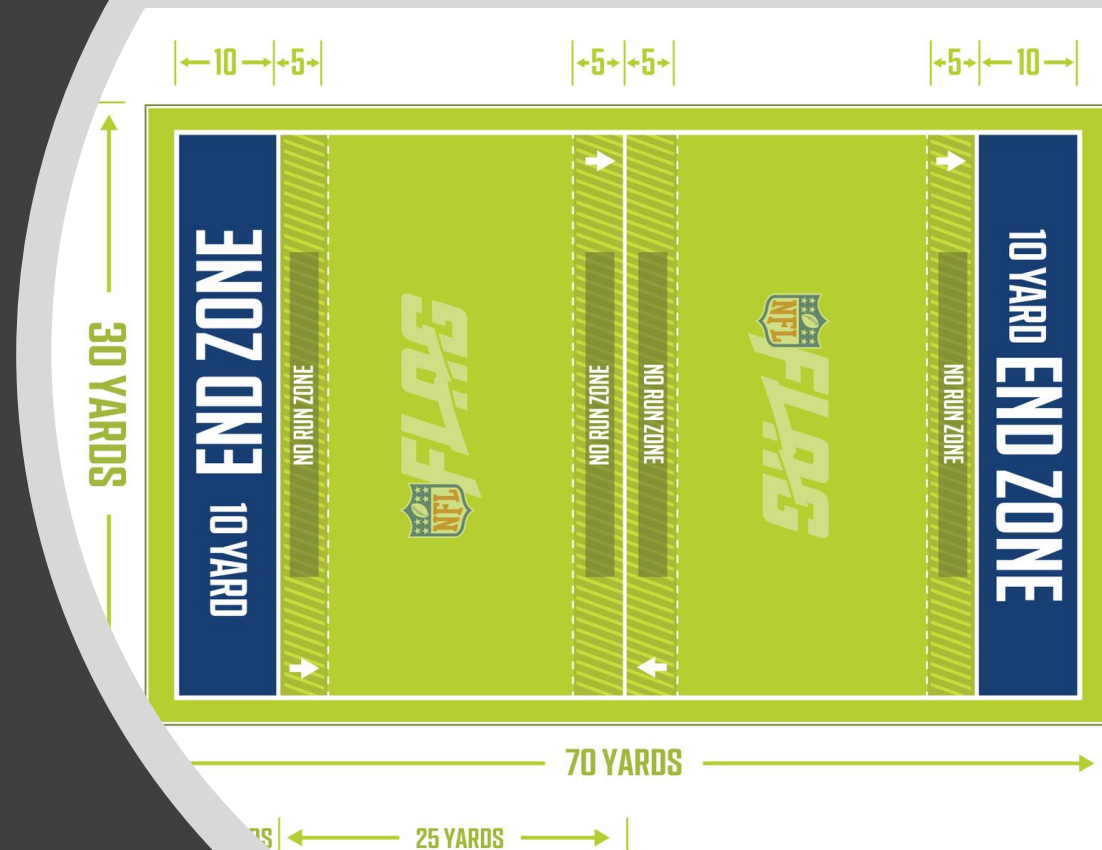 10
5
5
5
5
10
30 YARDS
10 YARD END ZONE
NO RUN ZONE
FLAG
NFL
NO RUN ZONE
NO RUN ZONE
NFL
FLAG
NO RUN ZONE
10 YARD END ZONE
70 YARDS
25 YARDS